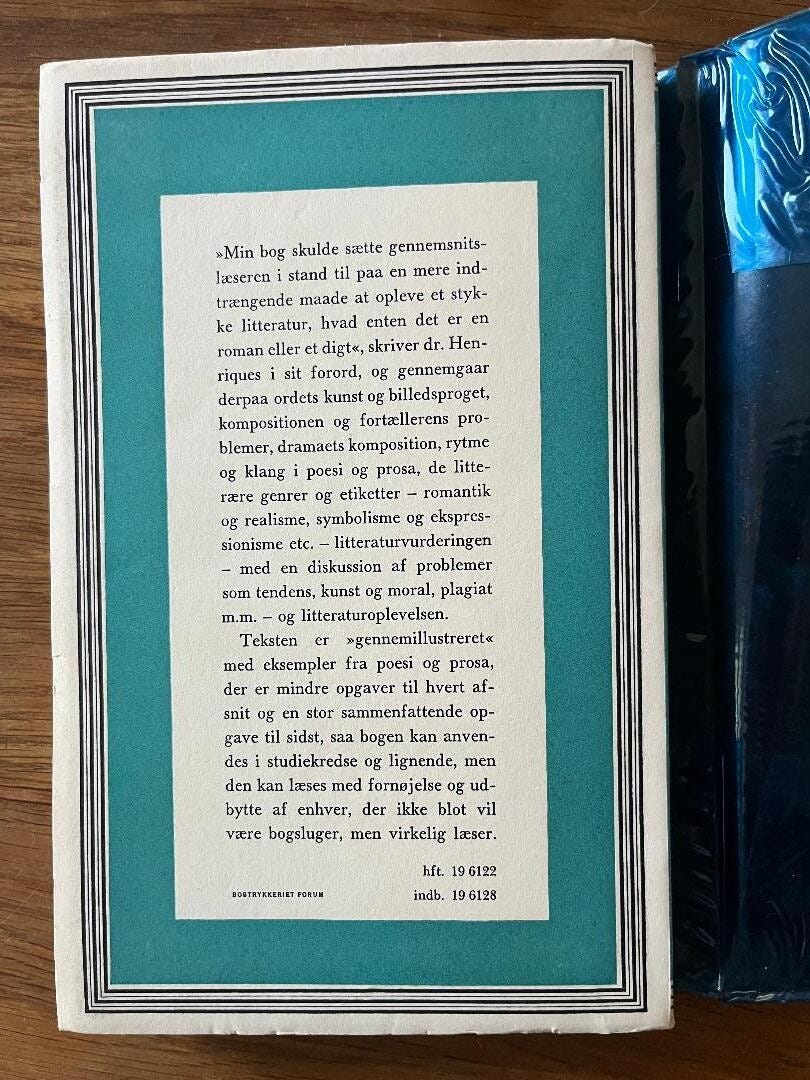 »Min bog skulde sætte gennemsnits-
læseren i stand til paa en mere ind-
trængende maade at opleve et styk-
ke litteratur, hvad enten det er en
roman eller et digt«, skriver dr. Hen-
riques i sit forord, og gennemgaar
derpaa ordets kunst og billedsproget,
kompositionen og fortællerens pro-
blemer, dramaets komposition, rytme
og klang i poesi og prosa, de litte-
rære genrer og etiketter – romantik
og realisme, symbolisme og ekspres-
sionisme etc. – litteraturvurderingen
– med en diskussion af problemer
som tendens, kunst og moral, plagiat
m.m. – og litteraturoplevelsen.
Teksten er »gennemillustreret«
med eksempler fra poesi og prosa,
der er mindre opgaver til hvert af-
snit og en stor sammenfattende op-
gave til sidst, saa bogen kan anven-
des i studiekredse og lignende, men
den kan læses med fornøjelse og ud-
bytte af enhver, der ikke blot vil
være bogsluger, men virkelig læser.
hft. 19 6122
BOGTRYKKERIET FORUM indb. 19 6128